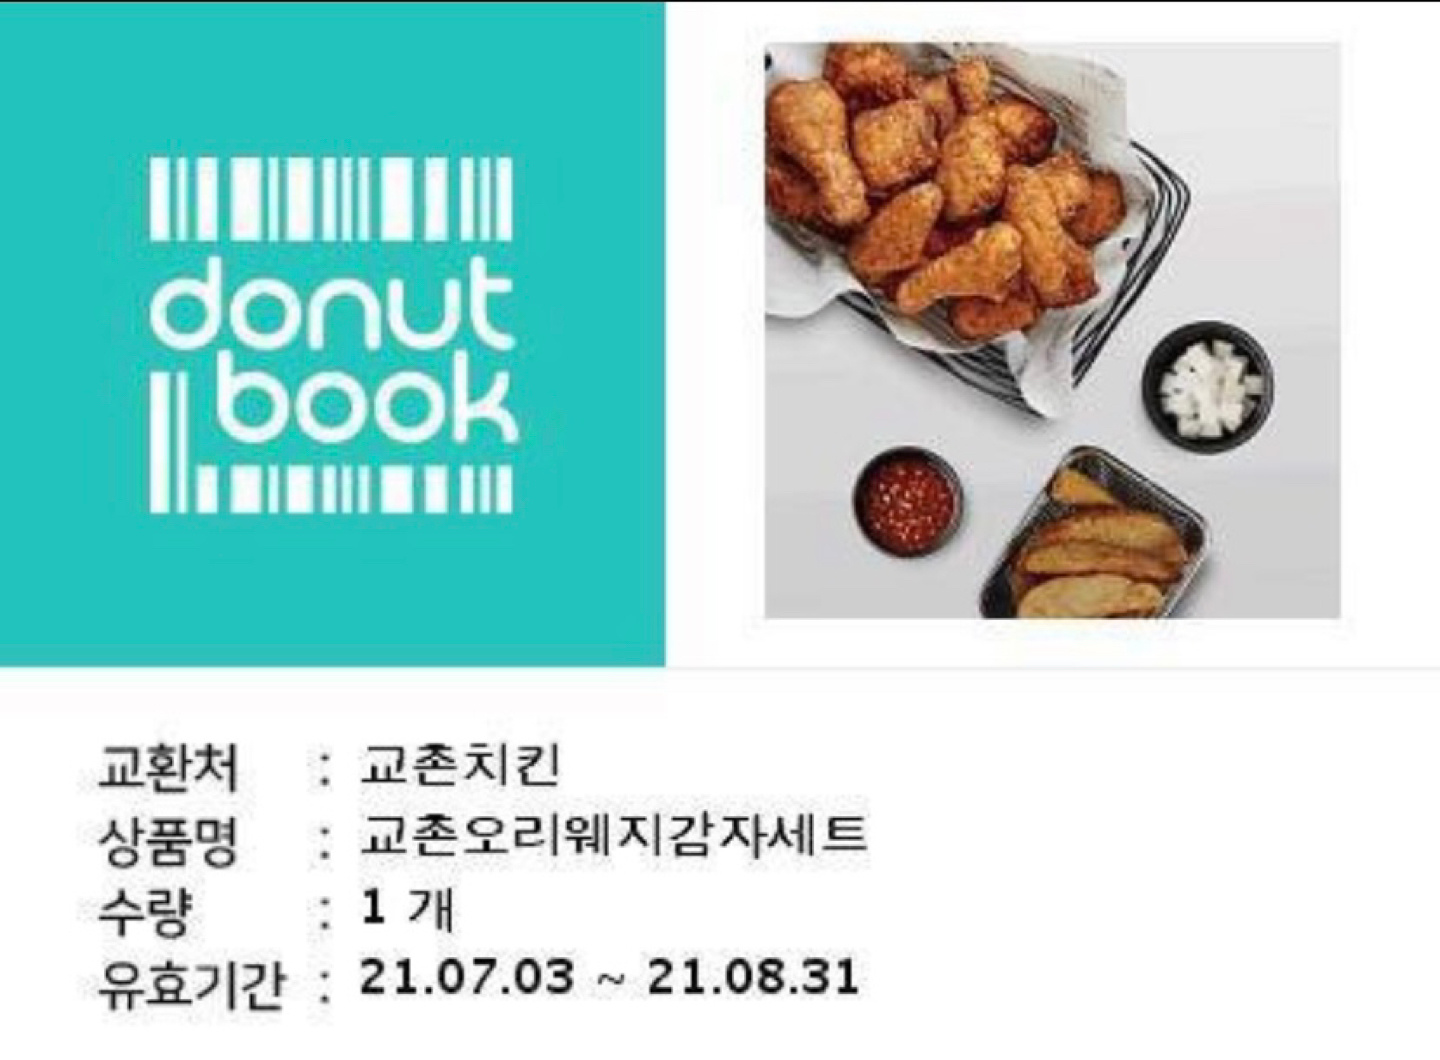 donut
book
교환처 : 교촌치킨
상품명 : 교촌오리웨지감자세트
수량 : 1 개
유효기간 : 21.07.03 ~ 21.08.31